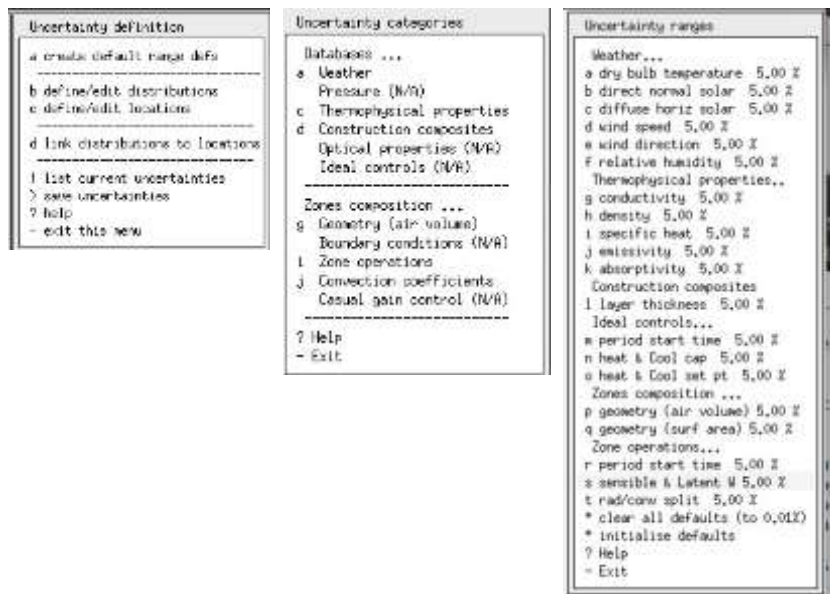 Uncertainty definition
a create default range defs
b define/edit distributions
c define/edit locations
d link distributions to locations
! list current uncertainties
> save uncertainties
? help
- exit this menu
Uncertainty categories
Databases ...
a Weather
Pressure (N/A)
c Thermophysical properties
d Construction composites
Optical properties (N/A)
Ideal controls (N/A)
Zones composition ...
g Geometry (air volume)
Boundary conditions (N/A)
i Zone operations
j Convection coefficients
Casual gain control (N/A)
? Help
- Exit
Uncertainty ranges
Weather...
a dry bulb temperature 5.00 %
b direct normal solar 5.00 %
c diffuse horiz solar 5.00 %
d wind speed 5.00 %
e wind direction 5.00 %
f relative humidity 5.00 %
Thermophysical properties..
g conductivity 5.00 %
h density 5.00 %
i specific heat 5.00 %
j emissivity 5.00 %
k absorptivity 5.00 %
Construction composites
l layer thickness 5.00 %
Ideal controls...
m period start time 5.00 %
n heat & Cool cap 5.00 %
o heat & Cool set pt 5.00 %
Zones composition ...
p geometry (air volume) 5.00 %
q geometry (surf area) 5.00 %
Zone operations...
r period start time 5.00 %
s sensible & Latent W 5.00 %
t rad/conv split 5.00 %
* clear all defaults (to 0.01%)
* initialise defaults
? Help
- Exit